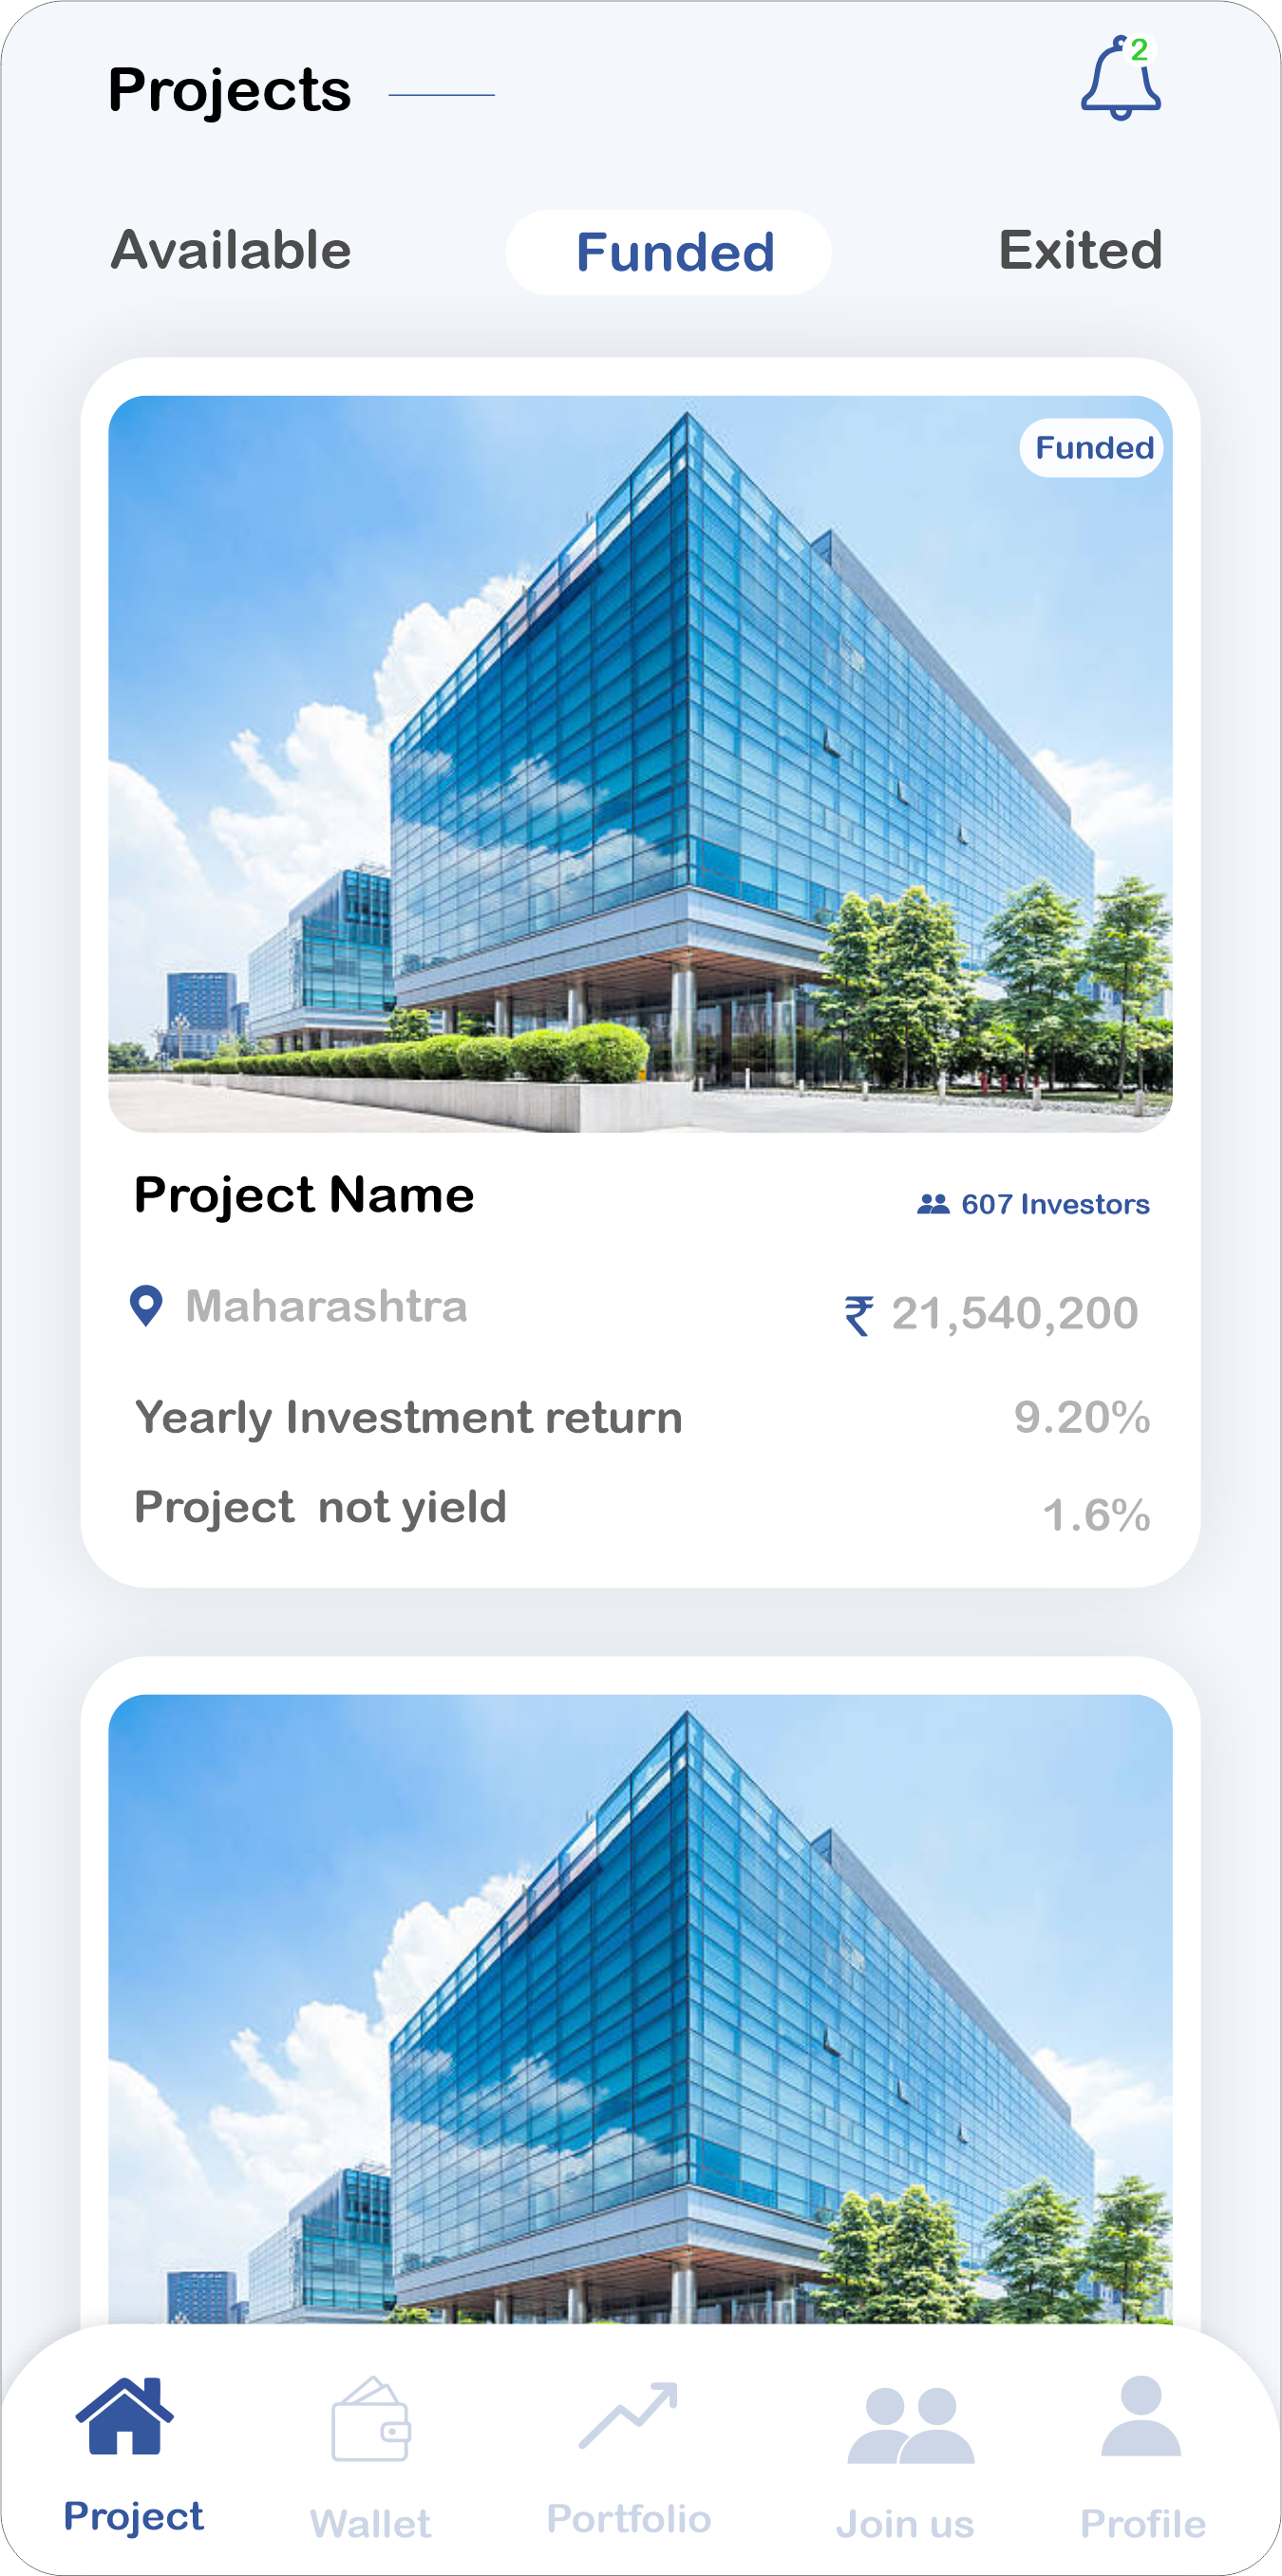 Projects
2
Available Funded Exited
Funded
Project Name 607 Investors
Maharashtra ₹ 21,540,200
Yearly Investment return 9.20%
Project not yield 1.6%
Project Wallet Portfolio Join us Profile